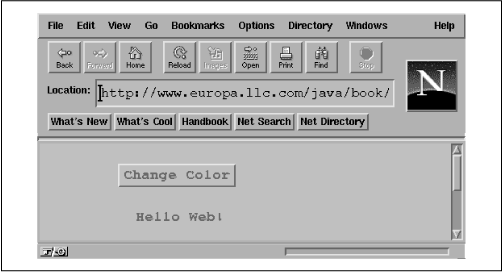 File Edit View Go Bookmarks Options Directory Windows Help
Back Forward Home Reload Images Open Print Find Stop
Location: http://www.europa.llc.com/java/book/
N
What's New What's Cool Handbook Net Search Net Directory
Change Color
Hello Web!